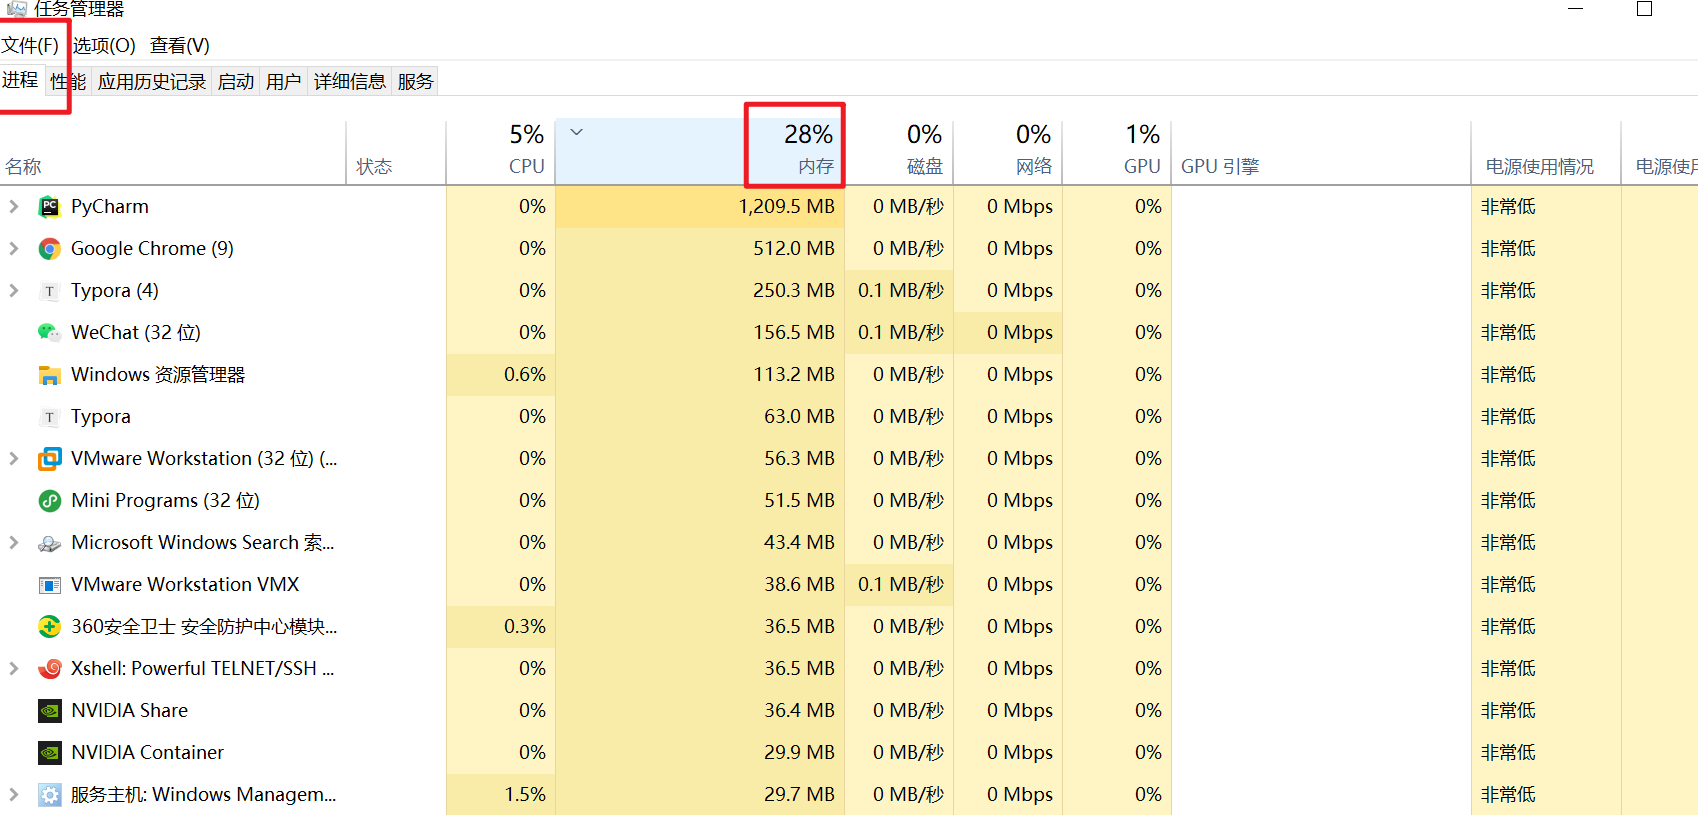 任务管理器
文件(F) 选项(O) 查看(V)
进程 性能 应用历史记录 启动 用户 详细信息 服务
5% 28% 0% 0% 1%
名称 状态 CPU 内存 磁盘 网络 GPU GPU 引擎 电源使用情况 电源使用
PyCharm 0% 1,209.5 MB 0 MB/秒 0 Mbps 0% 非常低
Google Chrome (9) 0% 512.0 MB 0 MB/秒 0 Mbps 0% 非常低
T Typora (4) 0% 250.3 MB 0.1 MB/秒 0 Mbps 0% 非常低
WeChat (32 位) 0% 156.5 MB 0.1 MB/秒 0 Mbps 0% 非常低
Windows 资源管理器 0.6% 113.2 MB 0 MB/秒 0 Mbps 0% 非常低
T Typora 0% 63.0 MB 0 MB/秒 0 Mbps 0% 非常低
VMware Workstation (32 位) (... 0% 56.3 MB 0 MB/秒 0 Mbps 0% 非常低
Mini Programs (32 位) 0% 51.5 MB 0 MB/秒 0 Mbps 0% 非常低
Microsoft Windows Search 索... 0% 43.4 MB 0 MB/秒 0 Mbps 0% 非常低
VMware Workstation VMX 0% 38.6 MB 0.1 MB/秒 0 Mbps 0% 非常低
360安全卫士 安全防护中心模块... 0.3% 36.5 MB 0 MB/秒 0 Mbps 0% 非常低
Xshell: Powerful TELNET/SSH ... 0% 36.5 MB 0 MB/秒 0 Mbps 0% 非常低
NVIDIA Share 0% 36.4 MB 0 MB/秒 0 Mbps 0% 非常低
NVIDIA Container 0% 29.9 MB 0 MB/秒 0 Mbps 0% 非常低
服务主机: Windows Managem... 1.5% 29.7 MB 0 MB/秒 0 Mbps 0% 非常低